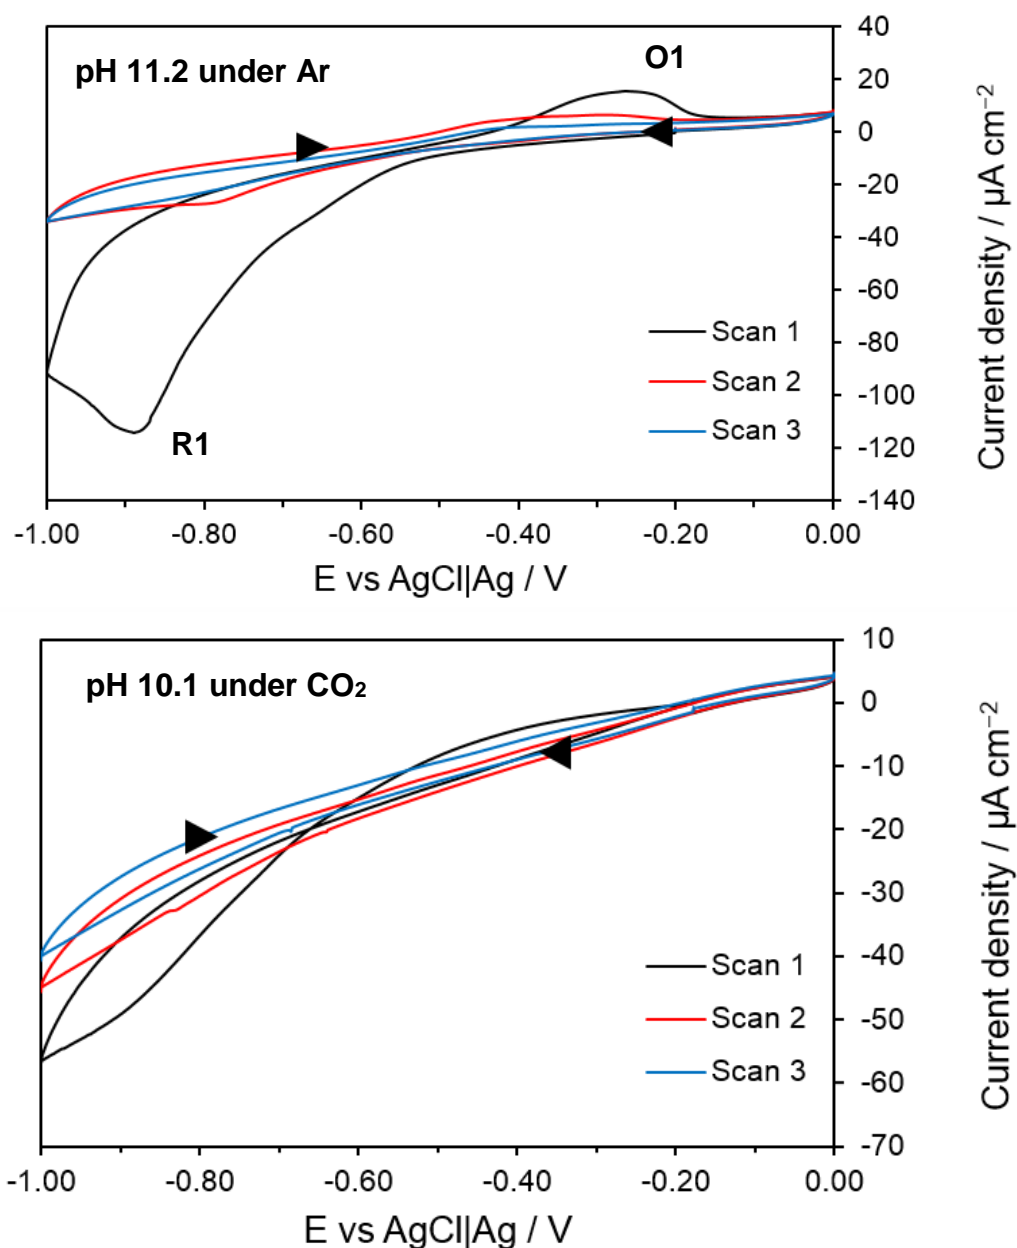 pH 11.2 under Ar
O1
R1
Scan 1
Scan 2
Scan 3
40
20
0
-20
-40
-60
-80
-100
-120
-140
Current density / µA cm⁻²
-1.00 -0.80 -0.60 -0.40 -0.20 0.00
E vs AgCl|Ag / V
pH 10.1 under CO₂
Scan 1
Scan 2
Scan 3
10
0
-10
-20
-30
-40
-50
-60
-70
Current density / µA cm⁻²
-1.00 -0.80 -0.60 -0.40 -0.20 0.00
E vs AgCl|Ag / V